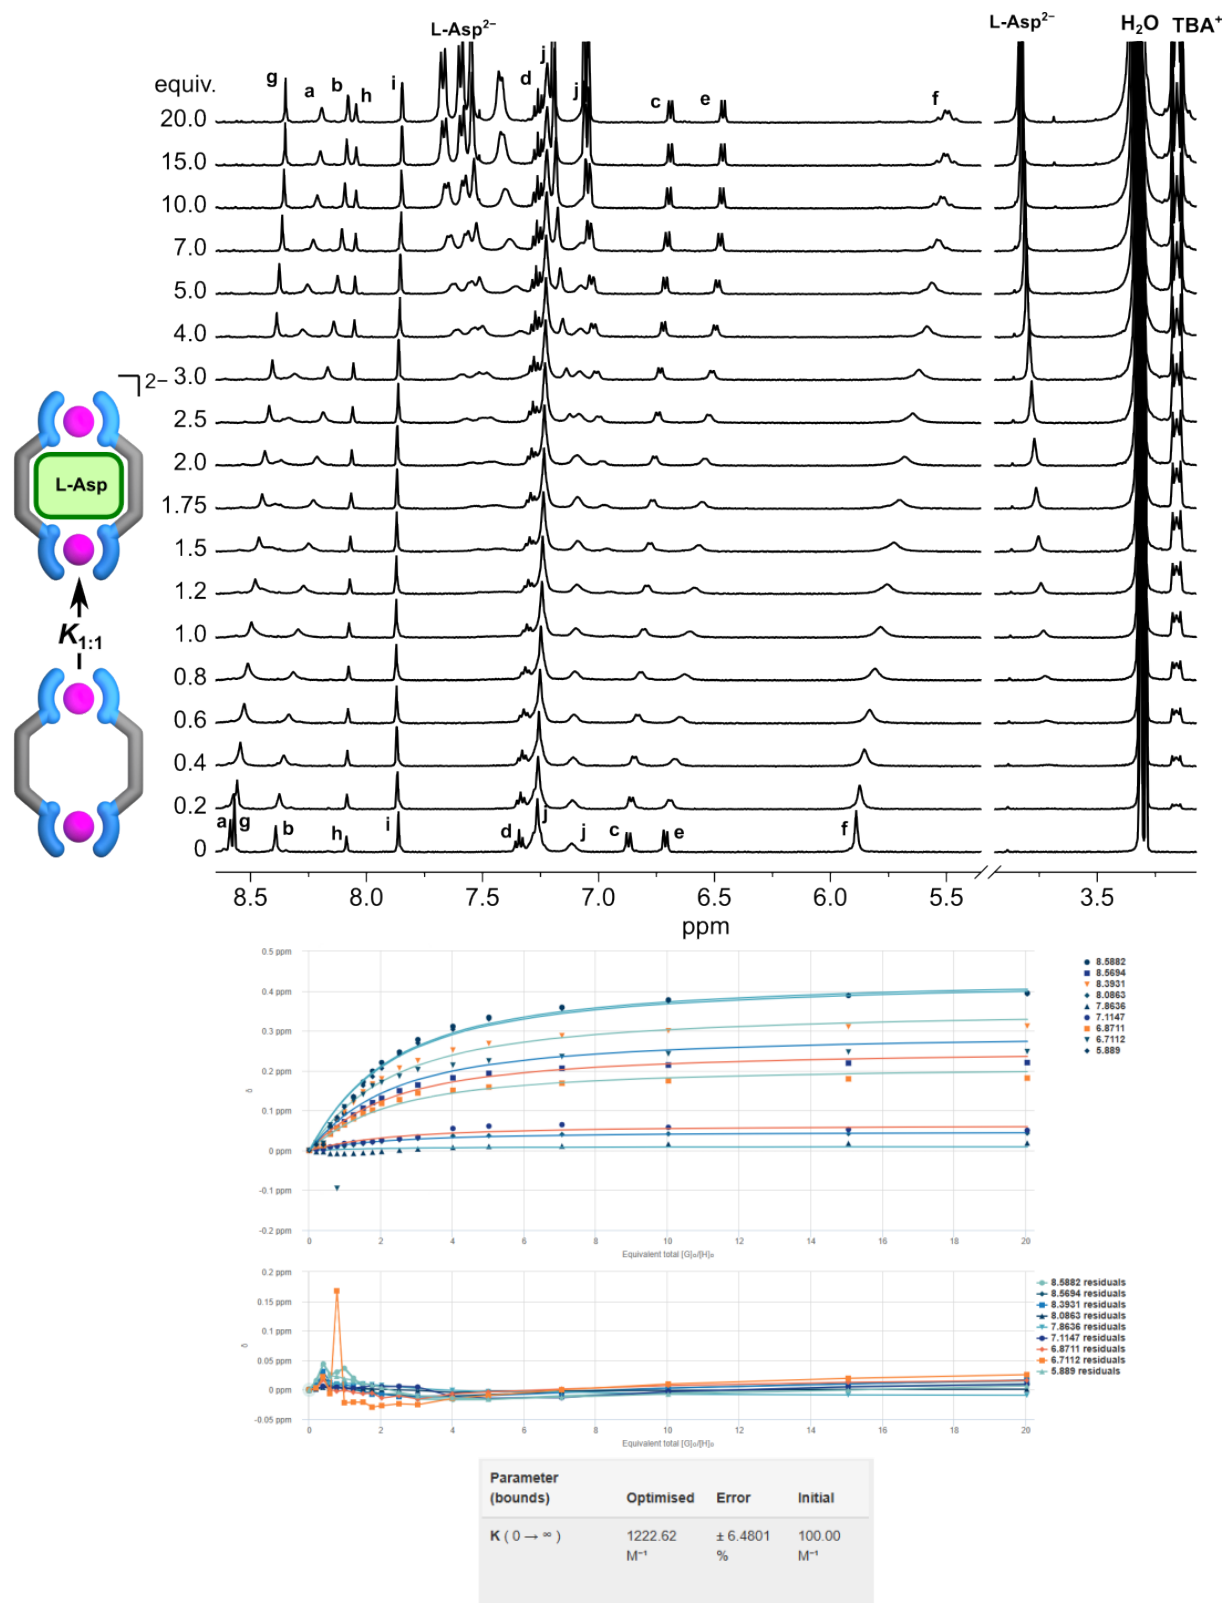 L-Asp²⁻
L-Asp²⁻
H₂O
TBA⁺
equiv.
g
a
b
h
i
d
j
j
c
e
f
20.0
15.0
10.0
7.0
5.0
4.0
3.0
2.5
2.0
1.75
1.5
1.2
1.0
0.8
0.6
0.4
0.2
0
2−
L-Asp
K₁:₁
a
g
b
h
i
d
j
j
c
e
f
8.5 8.0 7.5 7.0 6.5 6.0 5.5 3.5
ppm
0.5 ppm
0.4 ppm
0.3 ppm
0.2 ppm
0.1 ppm
0 ppm
-0.1 ppm
-0.2 ppm
δ
0 2 4 6 8 10 12 14 16 18 20
Equivalent total [G]₀/[H]₀
8.5882
8.5694
8.3931
8.0863
7.8636
7.1147
6.8711
6.7112
5.889
0.2 ppm
0.15 ppm
0.1 ppm
0.05 ppm
0 ppm
-0.05 ppm
δ
0 2 4 6 8 10 12 14 16 18 20
Equivalent total [G]₀/[H]₀
8.5882 residuals
8.5694 residuals
8.3931 residuals
8.0863 residuals
7.8636 residuals
7.1147 residuals
6.8711 residuals
6.7112 residuals
5.889 residuals
Parameter
(bounds) Optimised Error Initial
K ( 0 → ∞ ) 1222.62 ± 6.4801 100.00
M⁻¹ % M⁻¹